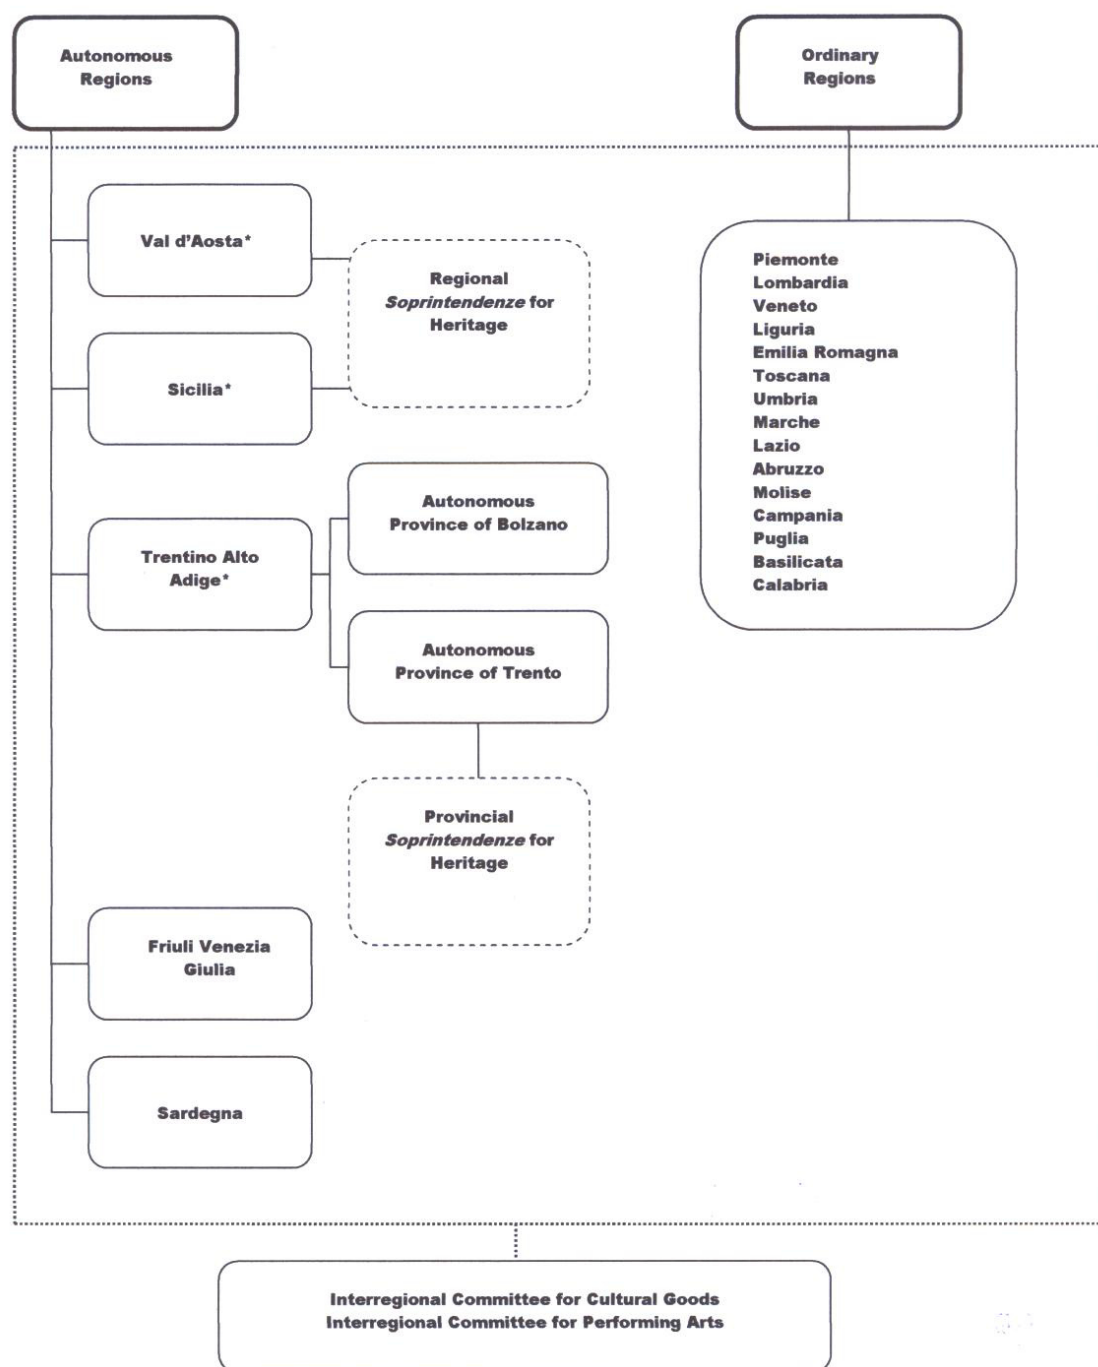 Autonomous
Regions
Ordinary
Regions
Val d'Aosta*
Regional
Soprintendenze for
Heritage
Sicilia*
Trentino Alto
Adige*
Autonomous
Province of Bolzano
Autonomous
Province of Trento
Provincial
Soprintendenze for
Heritage
Friuli Venezia
Giulia
Sardegna
Piemonte
Lombardia
Veneto
Liguria
Emilia Romagna
Toscana
Umbria
Marche
Lazio
Abruzzo
Molise
Campania
Puglia
Basilicata
Calabria
Interregional Committee for Cultural Goods
Interregional Committee for Performing Arts